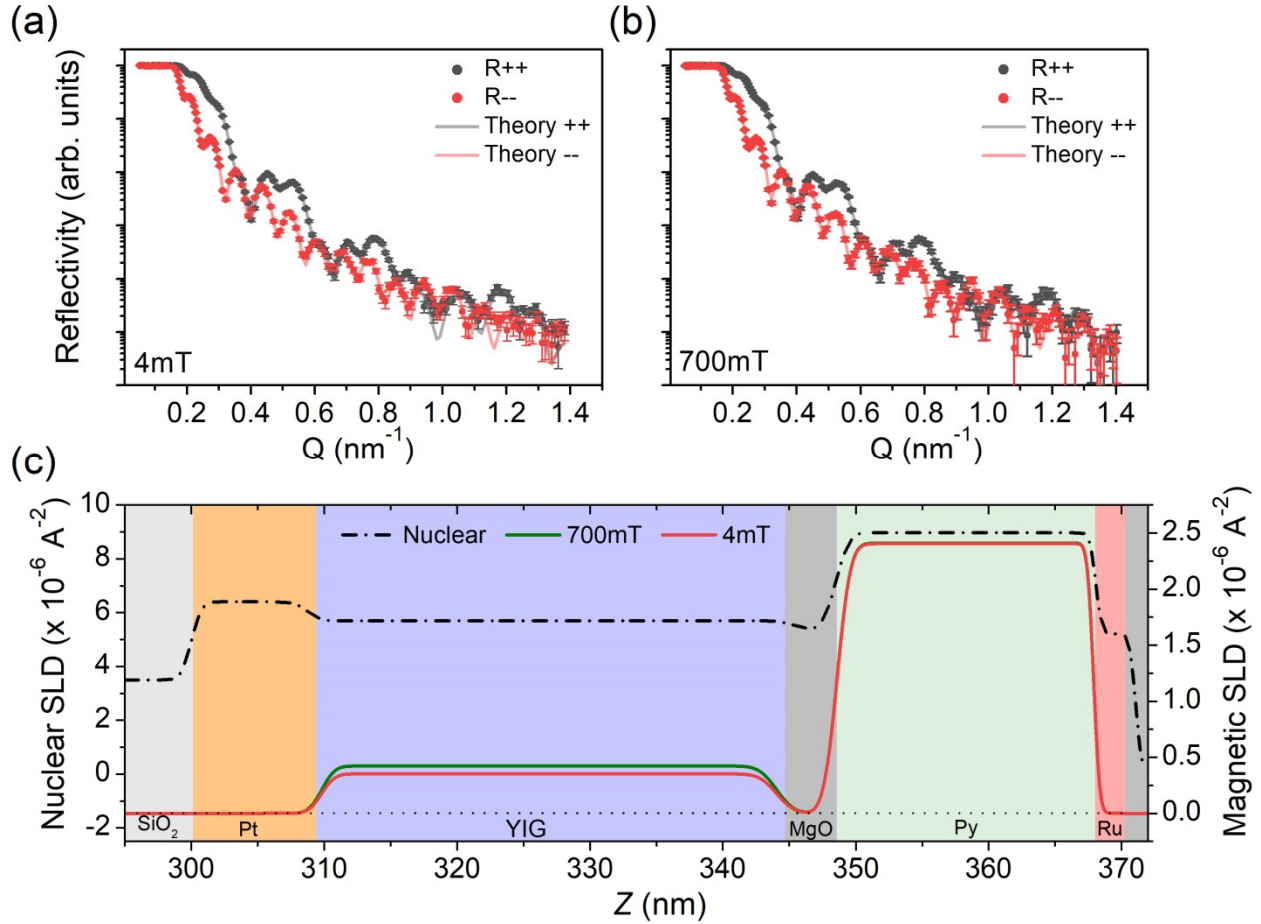 (a)
(b)
Reflectivity (arb. units)
R++
R--
Theory ++
Theory --
4mT
0.2 0.4 0.6 0.8 1.0 1.2 1.4
Q (nm⁻¹)
R++
R--
Theory ++
Theory --
700mT
0.2 0.4 0.6 0.8 1.0 1.2 1.4
Q (nm⁻¹)
(c)
Nuclear SLD (x 10⁻⁶ A⁻²)
10
8
6
4
2
0
-2
Nuclear 700mT 4mT
SiO₂ Pt YIG MgO Py Ru
2.5
2.0
1.5
1.0
0.5
0.0
Magnetic SLD (x 10⁻⁶ A⁻²)
300 310 320 330 340 350 360 370
Z (nm)